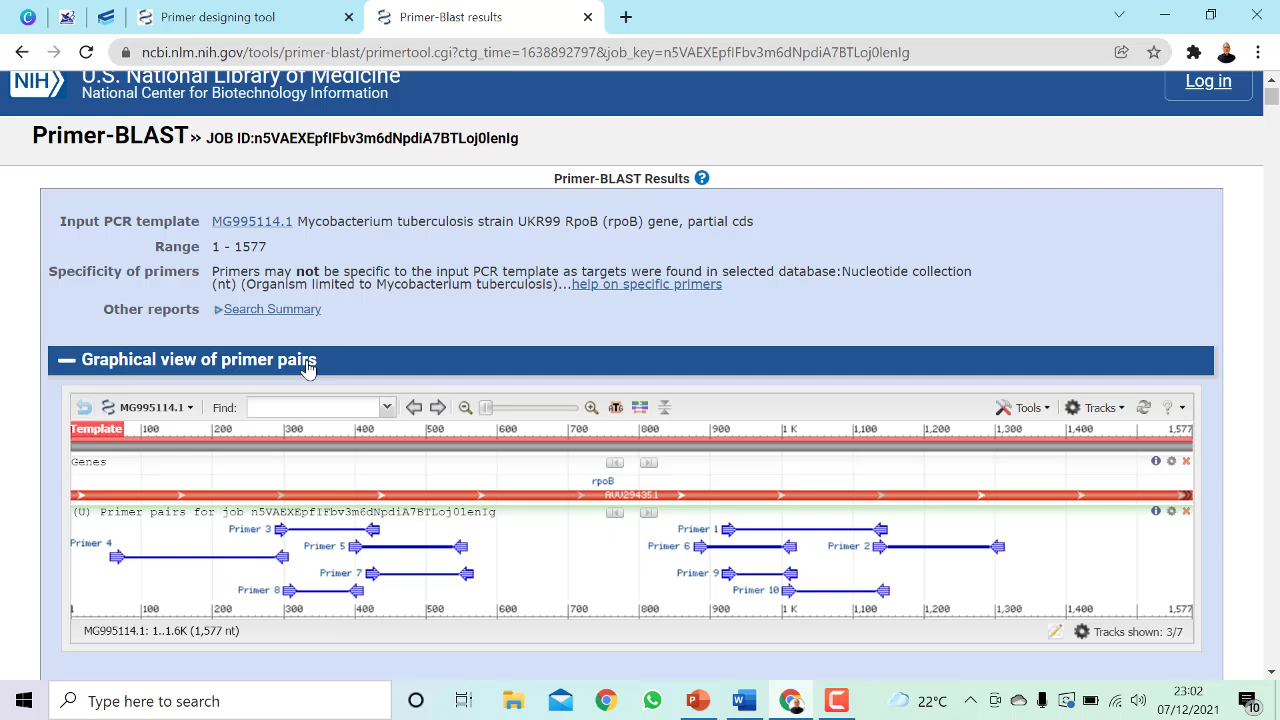 Primer designing tool
Primer-Blast results
ncbi.nlm.nih.gov/tools/primer-blast/primertool.cgi?ctg_time=1638892797&job_key=n5VAEXEpfIFbv3m6dNpdiA7BTLoj0lenIg
NIH
U.S. National Library of Medicine
National Center for Biotechnology Information
Log in
Primer-BLAST» JOB ID:n5VAEXEpfIFbv3m6dNpdiA7BTLoj0lenIg
Primer-BLAST Results
Input PCR template MG995114.1 Mycobacterium tuberculosis strain UKR99 RpoB (rpoB) gene, partial cds
Range 1 - 1577
Specificity of primers Primers may not be specific to the input PCR template as targets were found in selected database:Nucleotide collection
(nt) (Organism limited to Mycobacterium tuberculosis)...help on specific primers
Other reports Search Summary
Graphical view of primer pairs
MG995114.1 Find: Tools Tracks ?
Template 100 200 300 400 500 600 700 800 900 1 K 1,100 1,200 1,300 1,400 1,577
Genes
rpoB
AVV29435.1
(U) Primer pairs for job n5VAEXEpfIFbv3m6dNpdiA7BTLoj0lenIg
Primer 3 Primer 1
Primer 4 Primer 5 Primer 6 Primer 2
Primer 7 Primer 9
Primer 8 Primer 10
1 100 200 300 400 500 600 700 800 900 1 K 1,100 1,200 1,300 1,400 1,577
MG995114.1: 1..1.6K (1,577 nt) Tracks shown: 3/7
Type here to search
22°C
23:02
07/12/2021
10